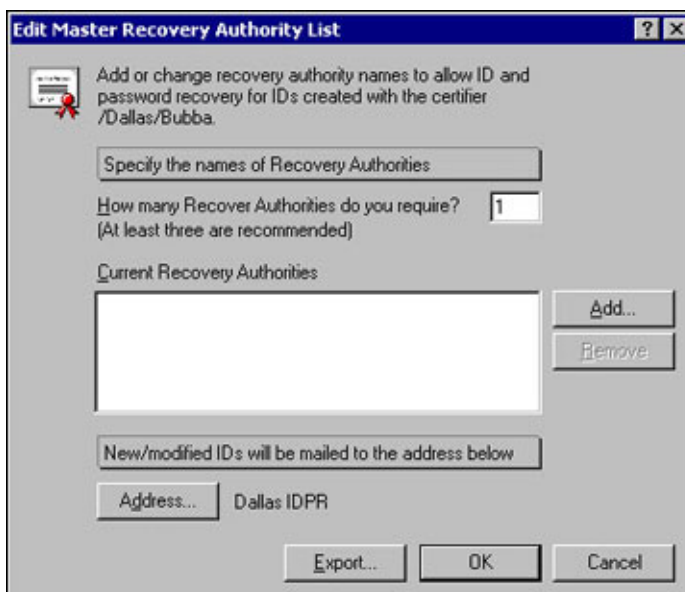 Edit Master Recovery Authority List
Add or change recovery authority names to allow ID and
password recovery for IDs created with the certifier
/Dallas/Bubba.
Specify the names of Recovery Authorities
How many Recover Authorities do you require? 1
(At least three are recommended)
Current Recovery Authorities
Add...
Remove
New/modified IDs will be mailed to the address below
Address... Dallas IDPR
Export... OK Cancel